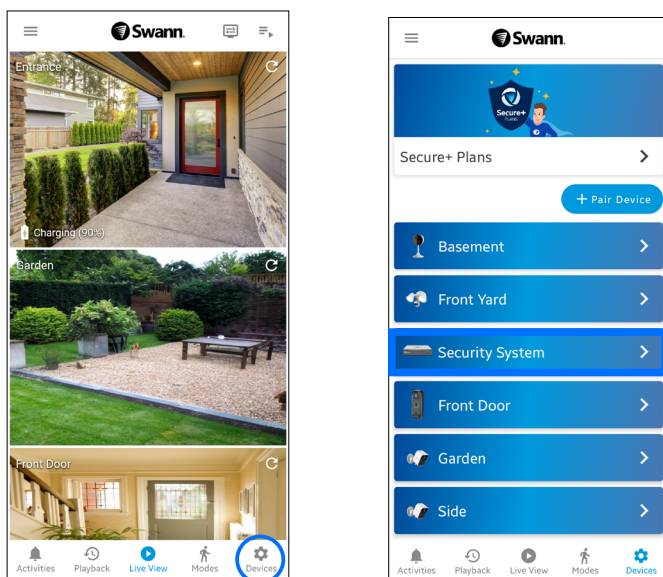 Swann.
Entrance
Charging (90%)
Garden
Front Door
Activities Playback Live View Modes Devices
Swann.
Secure+
PLANS
Secure+ Plans
+ Pair Device
Basement
Front Yard
Security System
Front Door
Garden
Side
Activities Playback Live View Modes Devices